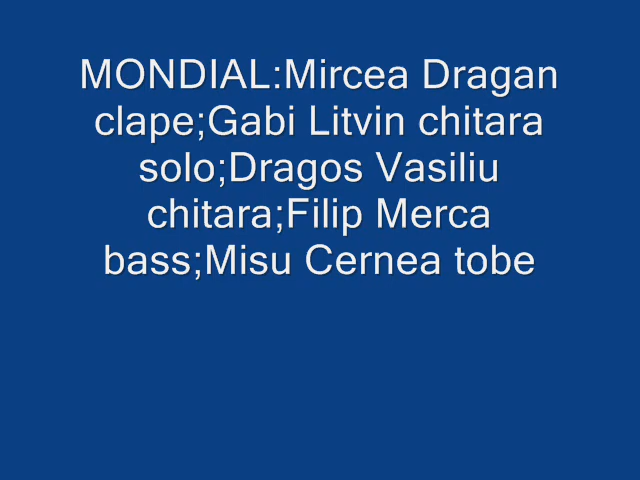 MONDIAL:Mircea Dragan
clape;Gabi Litvin chitara
solo;Dragos Vasiliu
chitara;Filip Merca
bass;Misu Cernea tobe